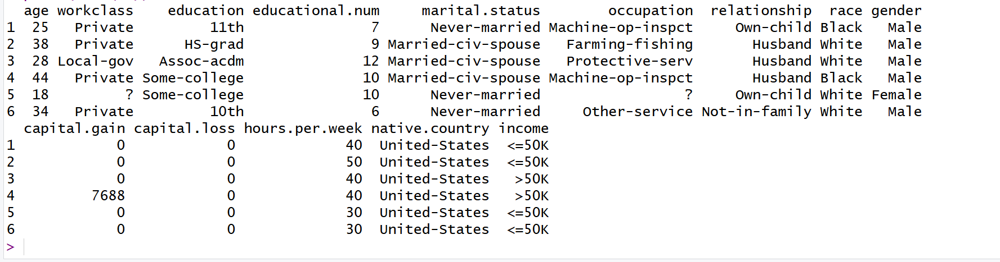 age workclass education educational.num marital.status occupation relationship race gender
1 25 Private 11th 7 Never-married Machine-op-inspct Own-child Black Male
2 38 Private HS-grad 9 Married-civ-spouse Farming-fishing Husband White Male
3 28 Local-gov Assoc-acdm 12 Married-civ-spouse Protective-serv Husband White Male
4 44 Private Some-college 10 Married-civ-spouse Machine-op-inspct Husband Black Male
5 18 ? Some-college 10 Never-married ? Own-child White Female
6 34 Private 10th 6 Never-married Other-service Not-in-family White Male
capital.gain capital.loss hours.per.week native.country income
1 0 0 40 United-States <=50K
2 0 0 50 United-States <=50K
3 0 0 40 United-States >50K
4 7688 0 40 United-States >50K
5 0 0 30 United-States <=50K
6 0 0 30 United-States <=50K
>